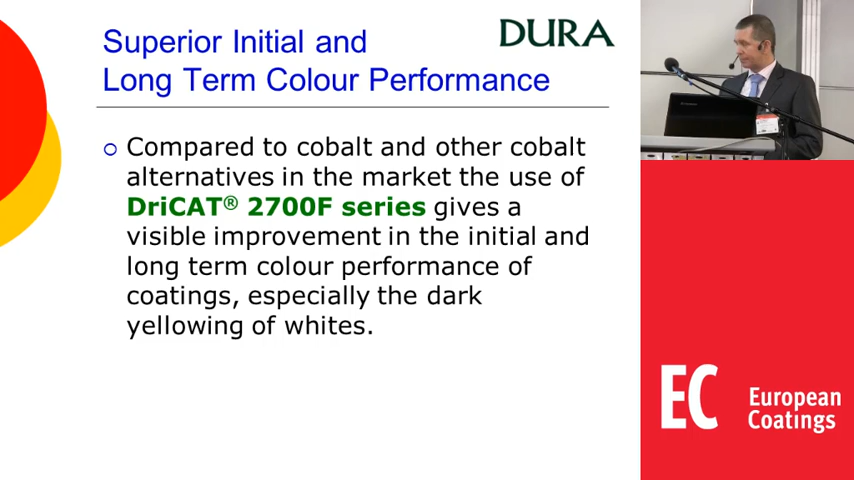 Superior Initial and
Long Term Colour Performance
DURA
Compared to cobalt and other cobalt
alternatives in the market the use of
DriCAT® 2700F series gives a
visible improvement in the initial and
long term colour performance of
coatings, especially the dark
yellowing of whites.
EC European
Coatings